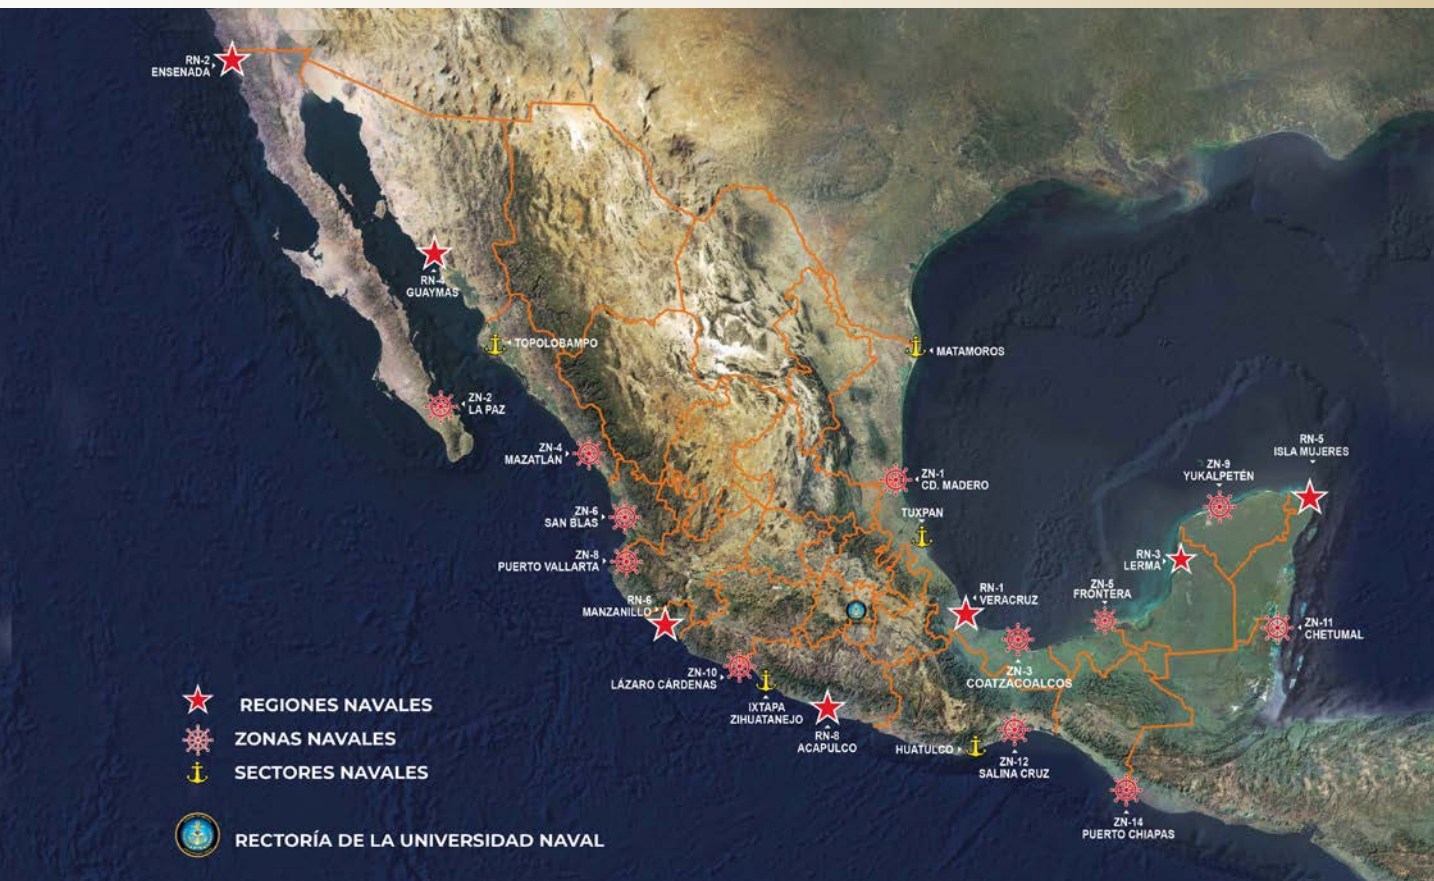 RN-2
ENSENADA
RN-4
GUAYMAS
TOPOLOBAMPO
MATAMOROS
ZN-2
LA PAZ
ZN-4
MAZATLÁN
ZN-1
CD. MADERO
RN-5
ISLA MUJERES
ZN-9
YUKALPETÉN
ZN-6
SAN BLAS
TUXPAN
ZN-8
PUERTO VALLARTA
RN-3
LERMA
RN-6
MANZANILLO
RN-1
VERACRUZ
ZN-5
FRONTERA
ZN-11
CHETUMAL
ZN-10
LÁZARO CÁRDENAS
ZN-3
COATZACOALCOS
IXTAPA
ZIHUATANEJO
RN-8
ACAPULCO
HUATULCO
ZN-12
SALINA CRUZ
ZN-14
PUERTO CHIAPAS
REGIONES NAVALES
ZONAS NAVALES
SECTORES NAVALES
RECTORÍA DE LA UNIVERSIDAD NAVAL